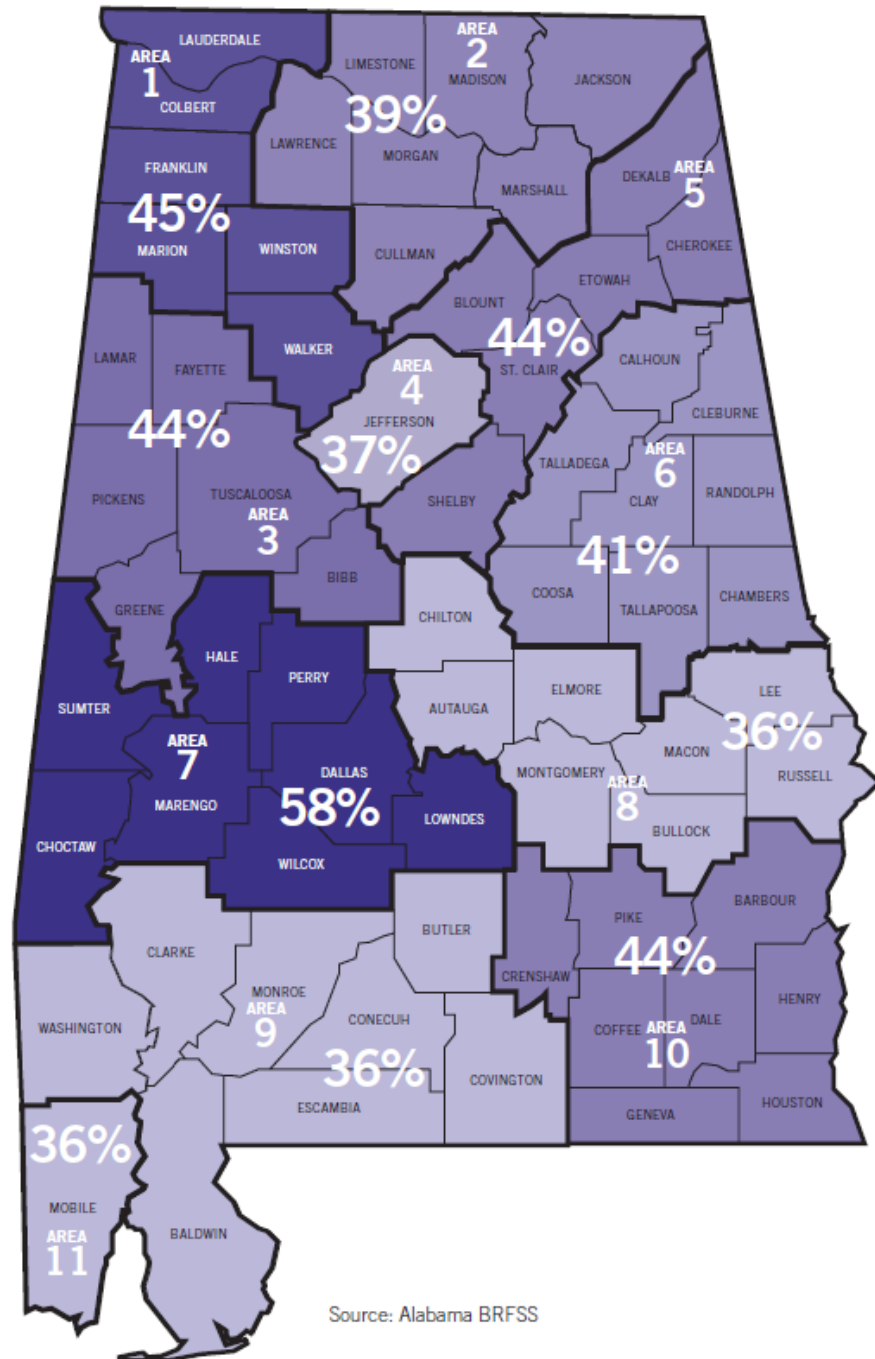 LAUDERDALE
AREA
1
COLBERT
FRANKLIN
45%
MARION
WINSTON
WALKER
AREA
2
LIMESTONE
MADISON
JACKSON
39%
LAWRENCE
MORGAN
MARSHALL
CULLMAN
DEKALB
AREA
5
CHEROKEE
ETOWAH
BLOUNT
44%
ST. CLAIR
SHELBY
LAMAR
FAYETTE
44%
PICKENS
TUSCALOOSA
AREA
3
BIBB
GREENE
AREA
4
JEFFERSON
37%
CALHOUN
CLEBURNE
TALLADEGA
AREA
6
CLAY
RANDOLPH
41%
COOSA
TALLAPOOSA
CHAMBERS
HALE
PERRY
SUMTER
AREA
7
MARENGO
DALLAS
58%
LOWNDES
CHOCTAW
WILCOX
CHILTON
AUTAUGA
ELMORE
LEE
MACON
36%
RUSSELL
MONTGOMERY
AREA
8
BULLOCK
CLARKE
BUTLER
MONROE
AREA
9
CONECUH
WASHINGTON
36%
ESCAMBIA
COVINGTON
BALDWIN
PIKE
BARBOUR
44%
CRENSHAW
HENRY
COFFEE
DALE
AREA
10
GENEVA
HOUSTON
36%
MOBILE
AREA
11
Source: Alabama BRFSS